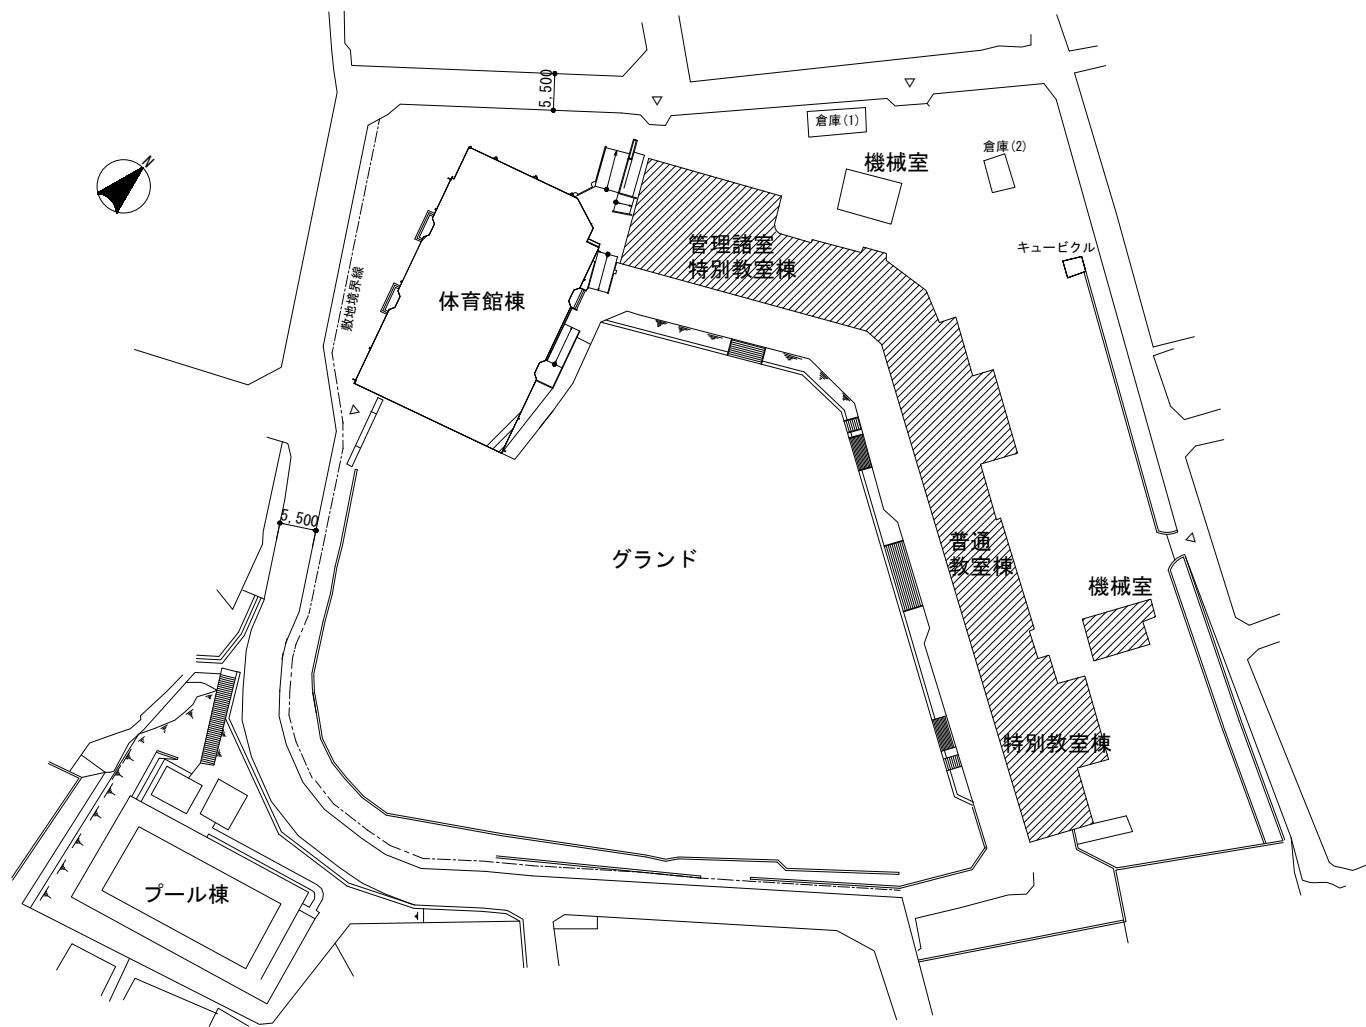 5,500
倉庫(1)
倉庫(2)
機械室
N
管理諸室
特別教室棟
キュービクル
体育館棟
敷地境界線
5,500
グランド
普通
教室棟
機械室
特別教室棟
プール棟